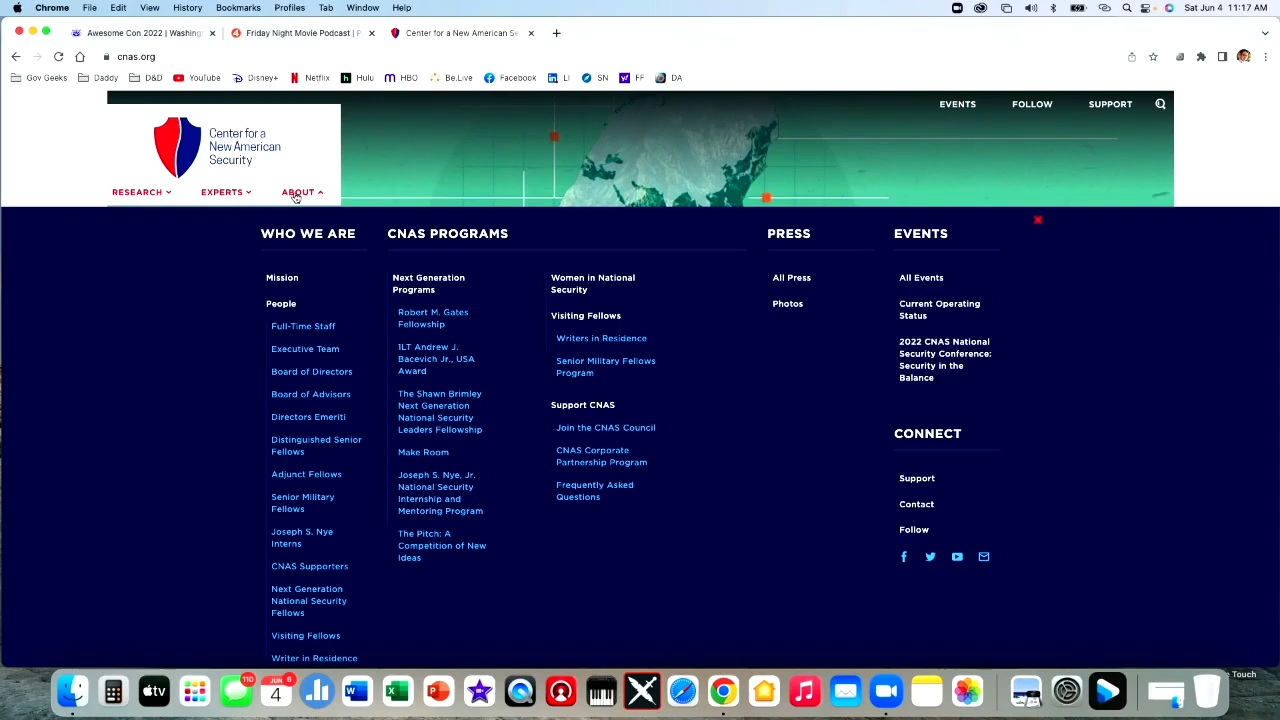 Chrome File Edit View History Bookmarks Profiles Tab Window Help Sat Jun 4 11:17 AM
Awesome Con 2022 | Washing
Friday Night Movie Podcast | P
Center for a New American Se
cnas.org
Gov Geeks Daddy D&D YouTube Disney+ Netflix Hulu HBO Be.Live Facebook LI SN FF DA
EVENTS FOLLOW SUPPORT
Center for a
New American
Security
RESEARCH EXPERTS ABOUT
WHO WE ARE
Mission
People
Full-Time Staff
Executive Team
Board of Directors
Board of Advisors
Directors Emeriti
Distinguished Senior
Fellows
Adjunct Fellows
Senior Military
Fellows
Joseph S. Nye
Interns
CNAS Supporters
Next Generation
National Security
Fellows
Visiting Fellows
Writer in Residence
CNAS PROGRAMS
Next Generation
Programs
Robert M. Gates
Fellowship
1LT Andrew J.
Bacevich Jr., USA
Award
The Shawn Brimley
Next Generation
National Security
Leaders Fellowship
Make Room
Joseph S. Nye, Jr.
National Security
Internship and
Mentoring Program
The Pitch: A
Competition of New
Ideas
Women in National
Security
Visiting Fellows
Writers in Residence
Senior Military Fellows
Program
Support CNAS
Join the CNAS Council
CNAS Corporate
Partnership Program
Frequently Asked
Questions
PRESS
All Press
Photos
EVENTS
All Events
Current Operating
Status
2022 CNAS National
Security Conference:
Security in the
Balance
CONNECT
Support
Contact
Follow
110
JUN 6
4
tv
W
X
P
Touch